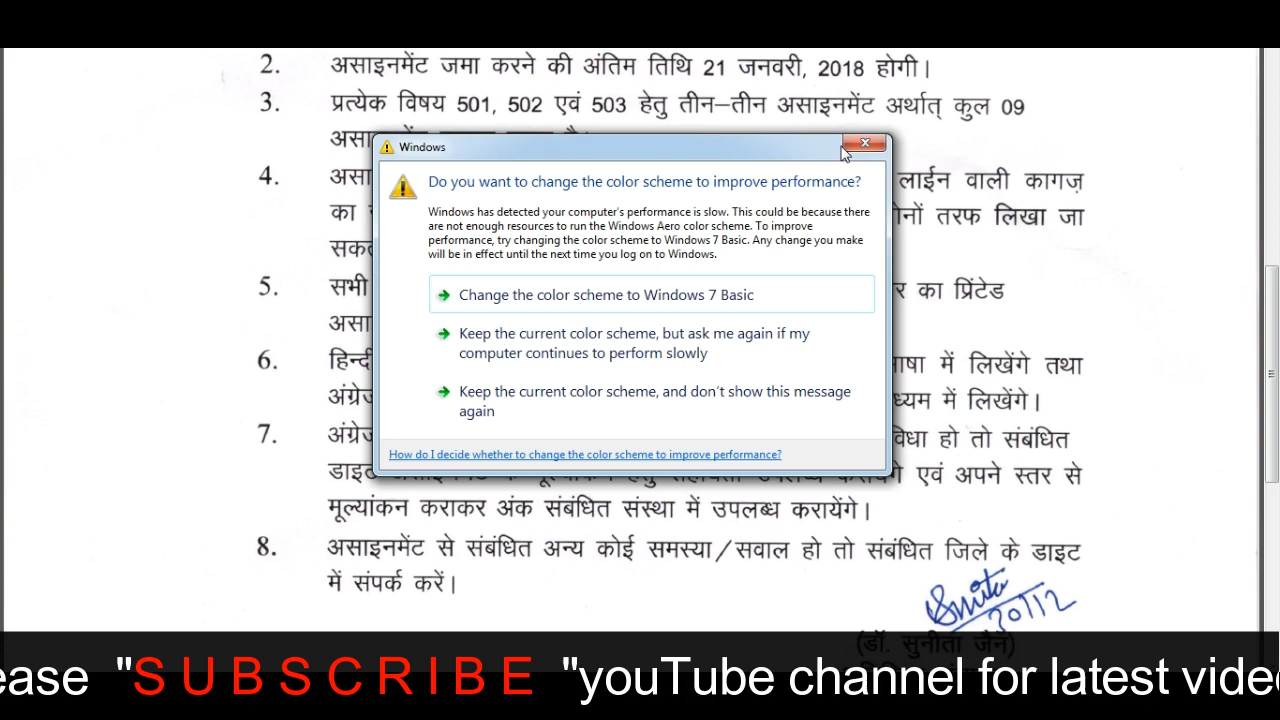 2. असाइनमेंट जमा करने की अंतिम तिथि 21 जनवरी, 2018 होगी।
3. प्रत्येक विषय 501, 502 एवं 503 हेतु तीन–तीन असाइनमेंट अर्थात् कुल 09
Windows
Do you want to change the color scheme to improve performance?
Windows has detected your computer's performance is slow. This could be because there
are not enough resources to run the Windows Aero color scheme. To improve
performance, try changing the color scheme to Windows 7 Basic. Any change you make
will be in effect until the next time you log on to Windows.
Change the color scheme to Windows 7 Basic
Keep the current color scheme, but ask me again if my
computer continues to perform slowly
Keep the current color scheme, and don't show this message
again
How do I decide whether to change the color scheme to improve performance?
4. लाईन वाली कागज़
का नों तरफ लिखा जा
5. सभी र का प्रिंटेड
6. हिन्दी में लिखेंगे तथा
में लिखेंगे।
7. हो तो संबंधित
एवं अपने स्तर से
मूल्यांकन कराकर अंक संबंधित संस्था में उपलब्ध करायेंगे।
8. असाइनमेंट से संबंधित अन्य कोई समस्या/सवाल हो तो संबंधित जिले के डाइट
में संपर्क करें।
30/12
(डॉ. सुनीता जैन)
ease "S U B S C R I B E "youTube channel for latest vide